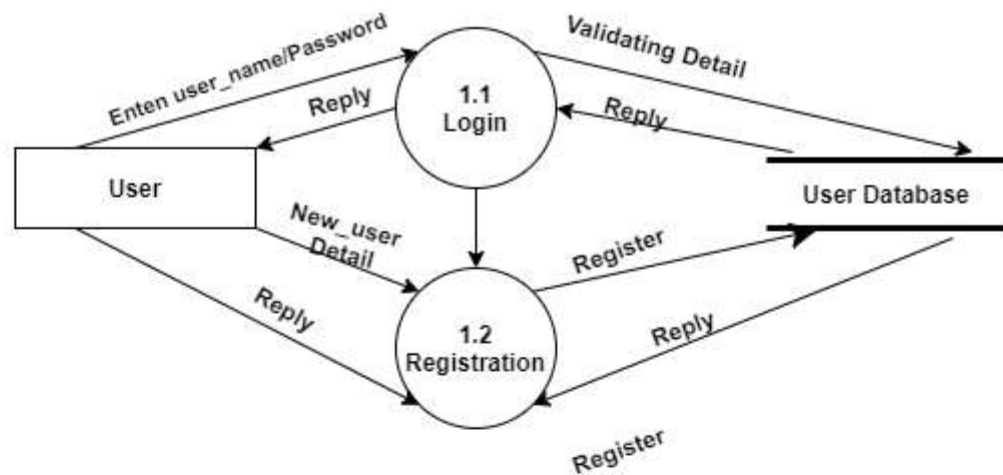 Enten user_name/Password
Validating Detail
Reply
1.1
Login
Reply
User
User Database
New_user
Detail
Register
Reply
1.2
Registration
Reply
Register